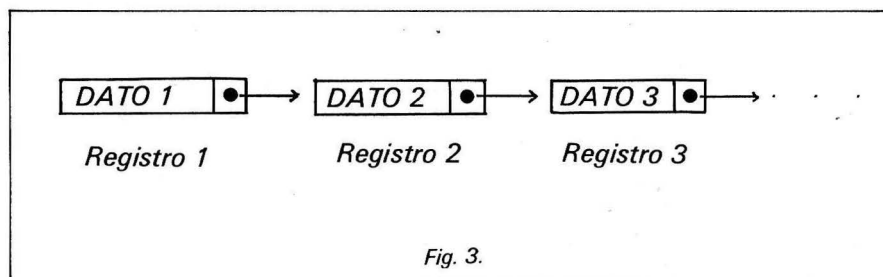 DATO 1 DATO 2 DATO 3 . . .
Registro 1 Registro 2 Registro 3
Fig. 3.